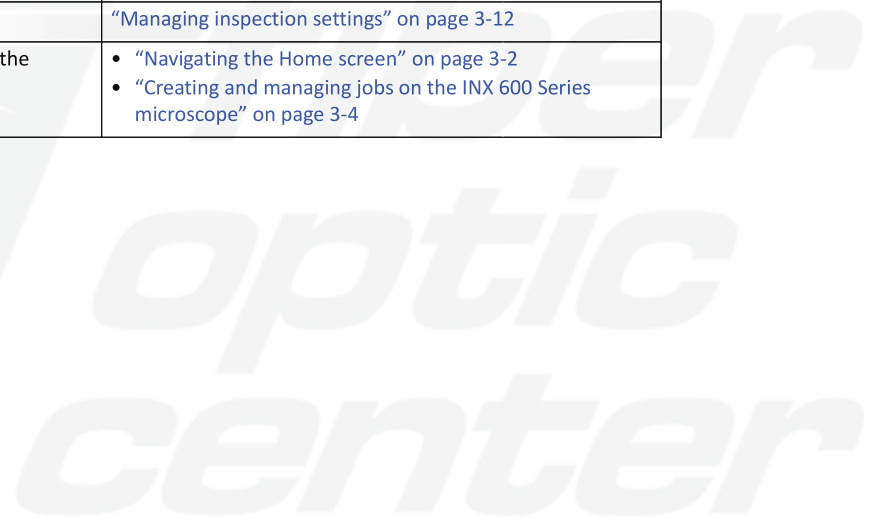 “Managing inspection settings” on page 3-12
the
• “Navigating the Home screen” on page 3-2
• “Creating and managing jobs on the INX 600 Series
microscope” on page 3-4
fiber
optic
center